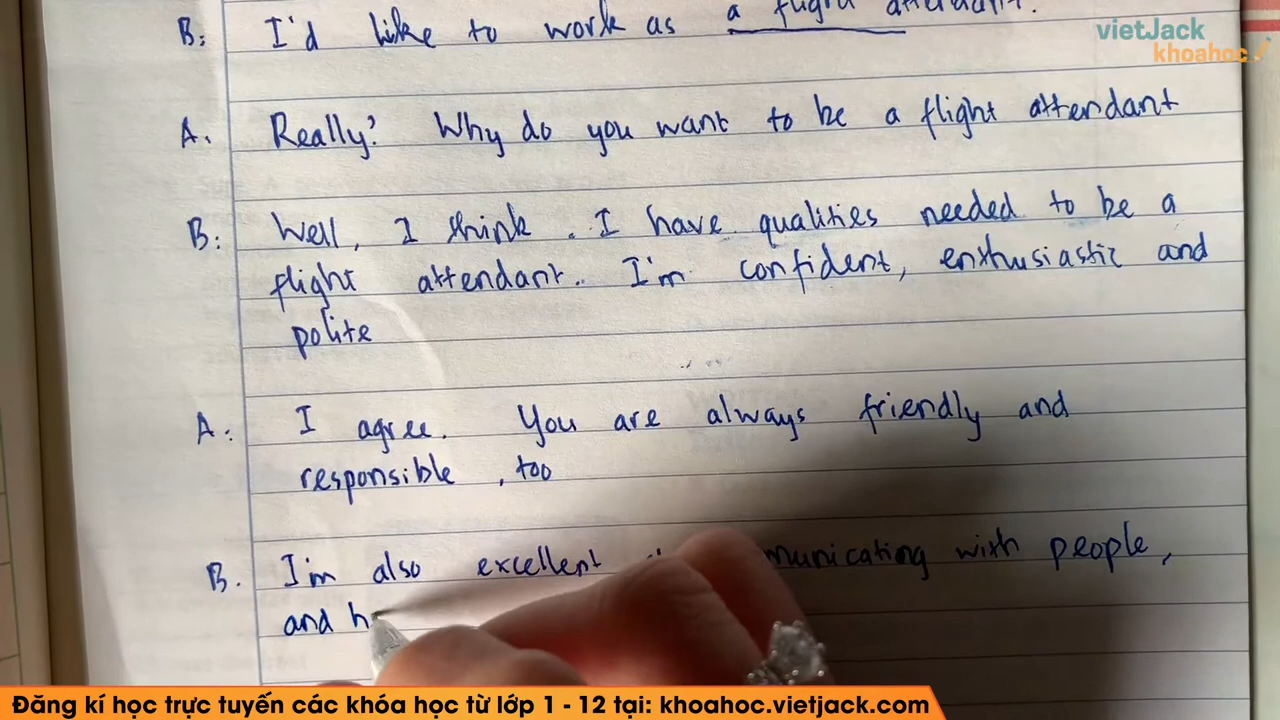 B: I'd like to work as a flight attendant.
vietJack
khoahoc
A. Really? Why do you want to be a flight attendant
B: Well, I think. I have qualities needed to be a
flight attendant. I'm confident, enthusiastic and
polite
A: I agree. You are always friendly and
responsible, too
B. I'm also excellent municating with people,
and h
Đăng kí học trực tuyến các khóa học từ lớp 1 - 12 tại: khoahoc.vietjack.com